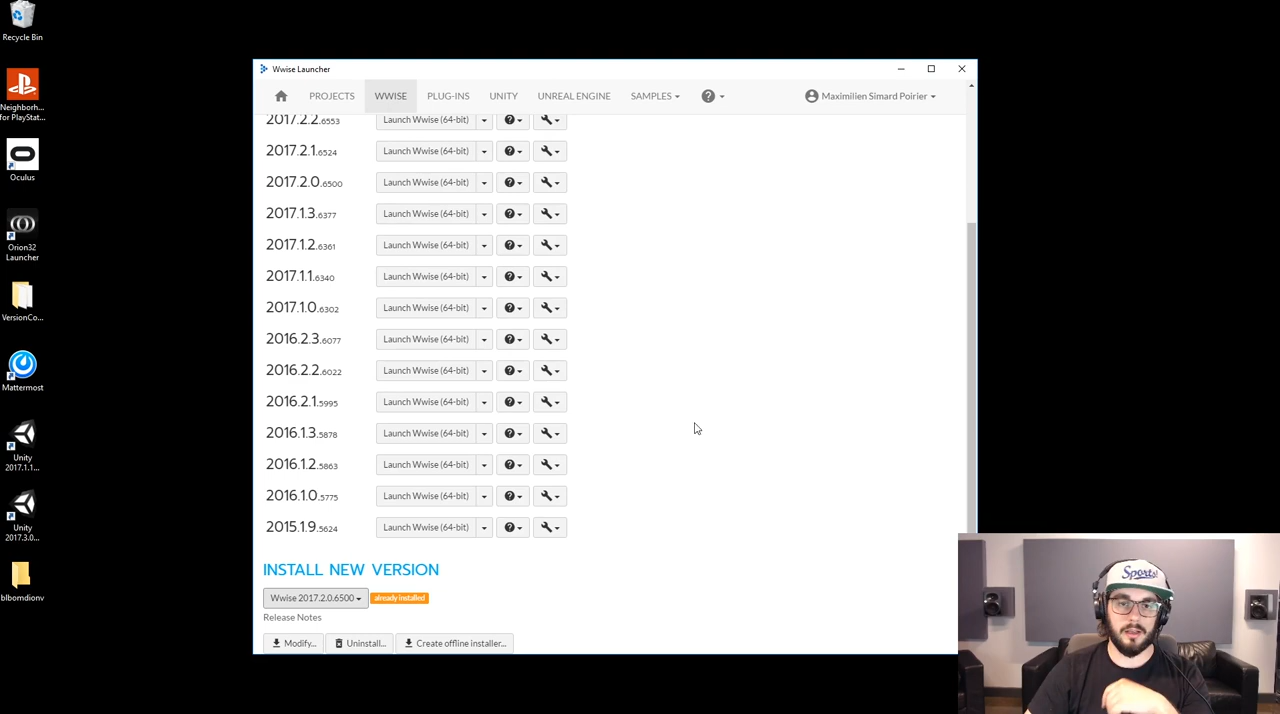 Recycle Bin
Neighborh...
for PlayStat...
Oculus
Orion32
Launcher
VersionCo...
Mattermost
Unity
2017.1.1...
Unity
2017.3.0...
blbomdionv
Wwise Launcher
PROJECTS WWISE PLUG-INS UNITY UNREAL ENGINE SAMPLES Maximilien Simard Poirier
2017.2.2.6553 Launch Wwise (64-bit)
2017.2.1.6524 Launch Wwise (64-bit)
2017.2.0.6500 Launch Wwise (64-bit)
2017.1.3.6377 Launch Wwise (64-bit)
2017.1.2.6361 Launch Wwise (64-bit)
2017.1.1.6340 Launch Wwise (64-bit)
2017.1.0.6302 Launch Wwise (64-bit)
2016.2.3.6077 Launch Wwise (64-bit)
2016.2.2.6022 Launch Wwise (64-bit)
2016.2.1.5995 Launch Wwise (64-bit)
2016.1.3.5878 Launch Wwise (64-bit)
2016.1.2.5863 Launch Wwise (64-bit)
2016.1.0.5775 Launch Wwise (64-bit)
2015.1.9.5624 Launch Wwise (64-bit)
INSTALL NEW VERSION
Wwise 2017.2.0.6500 already installed
Release Notes
Modify... Uninstall... Create offline installer...
Sports!